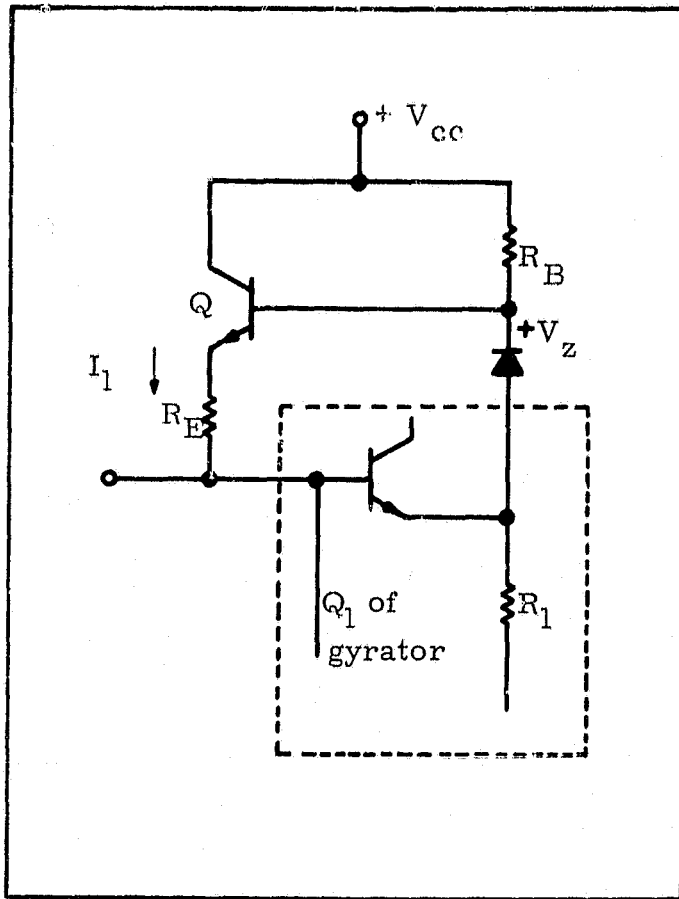 + V_cc
R_B
Q
+V_z
I_1
R_E
Q_1 of
gyrator
R_1